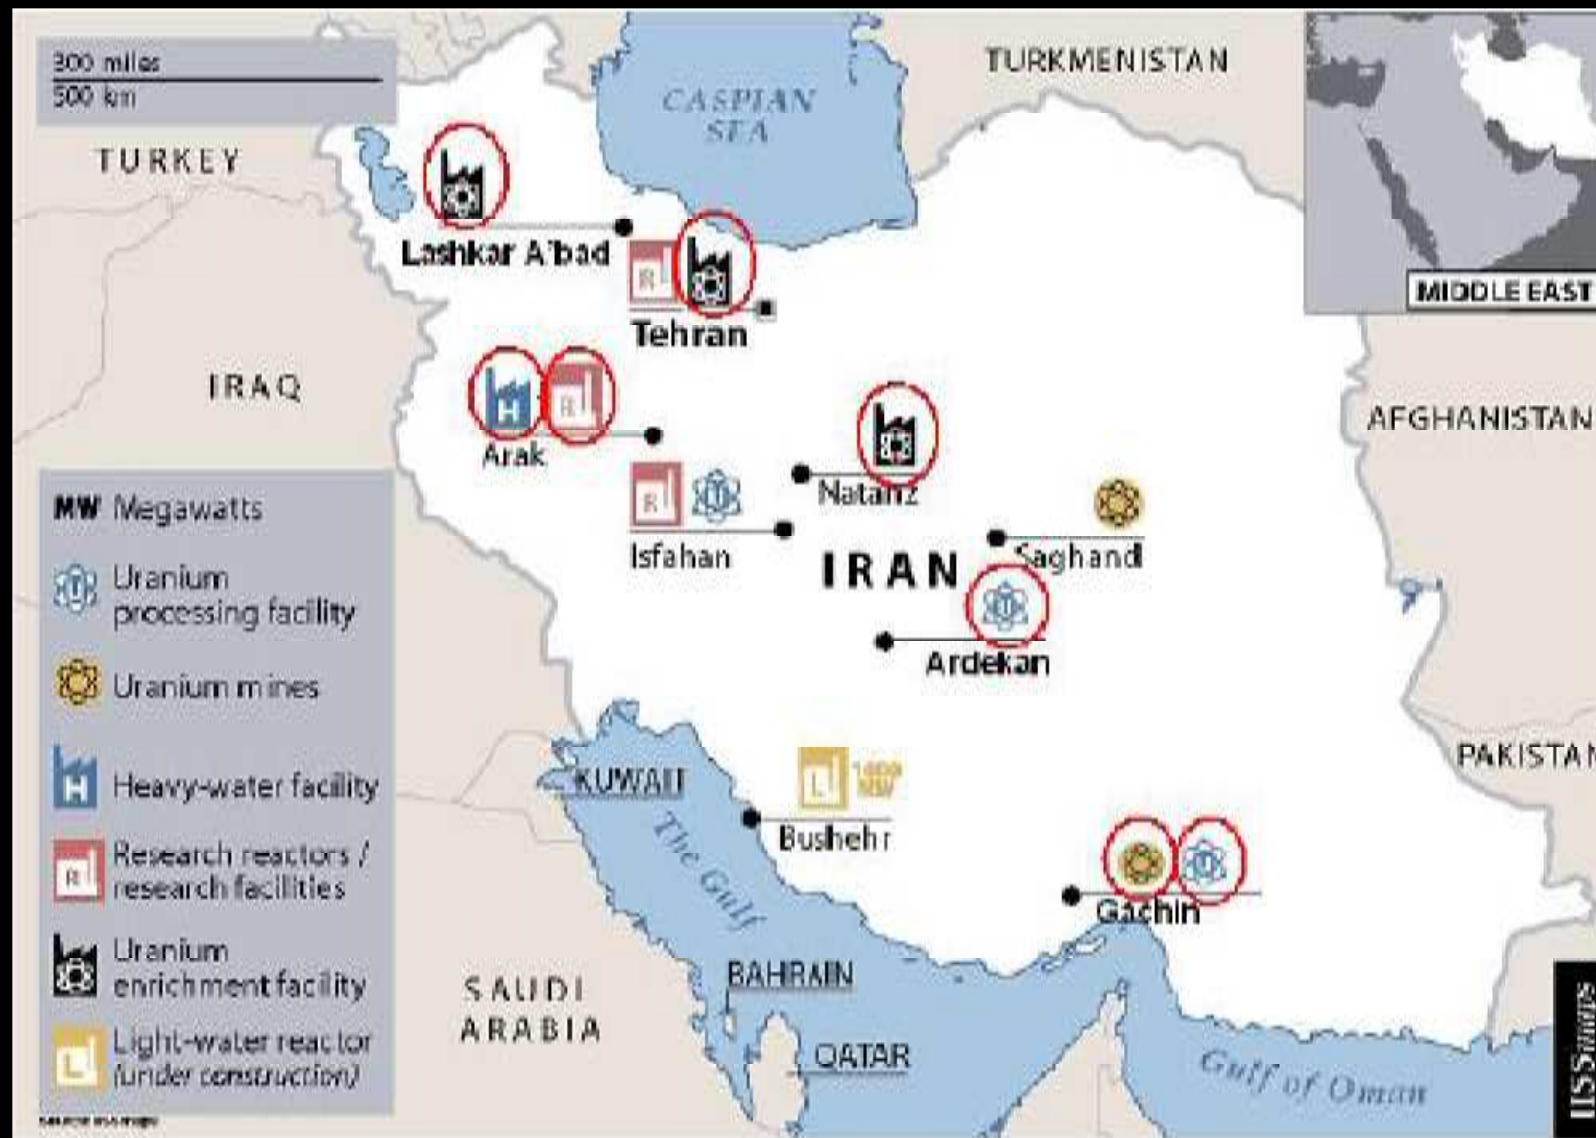 300 miles
500 km
TURKEY
CASPIAN
SEA
TURKMENISTAN
MIDDLE EAST
Lashkar A'bad
R
Tehran
IRAQ
H
R
Arak
AFGHANISTAN
Natanz
R
U
Isfahan
IRAN
Saghand
U
Ardekan
MW Megawatts
U
Uranium
processing facility
Uranium mines
H
Heavy-water facility
R
Research reactors /
research facilities
Uranium
enrichment facility
L
Light-water reactor
(under construction)
KUWAIT
The Gulf
L
MW
Bushehr
PAKISTAN
U
Gachin
SAUDI
ARABIA
BAHRAIN
QATAR
Gulf of Oman
IISSmaps